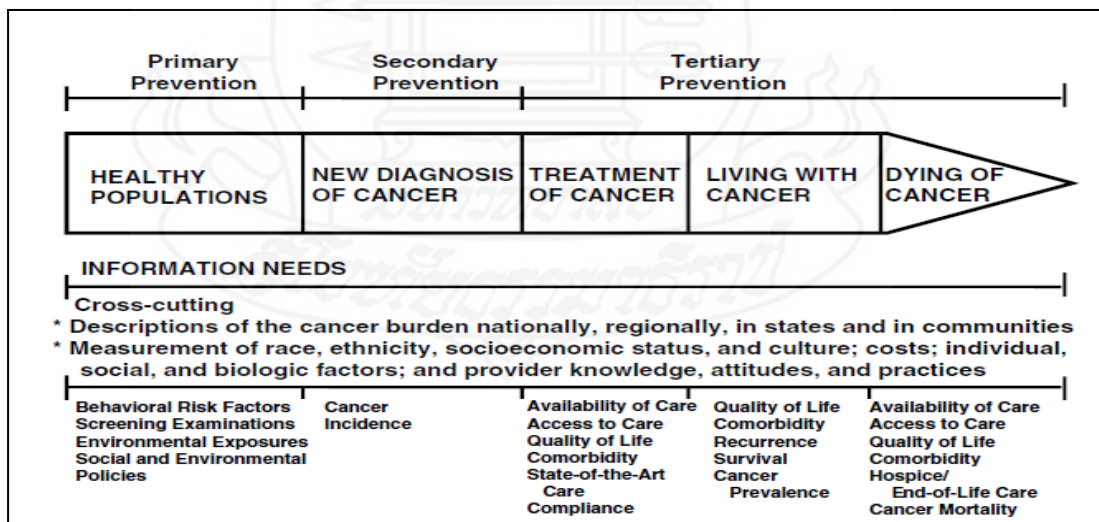 Primary
Prevention
Secondary
Prevention
Tertiary
Prevention
HEALTHY
POPULATIONS
NEW DIAGNOSIS
OF CANCER
TREATMENT
OF CANCER
LIVING WITH
CANCER
DYING OF
CANCER
INFORMATION NEEDS
Cross-cutting
* Descriptions of the cancer burden nationally, regionally, in states and in communities
* Measurement of race, ethnicity, socioeconomic status, and culture; costs; individual,
social, and biologic factors; and provider knowledge, attitudes, and practices
Behavioral Risk Factors
Screening Examinations
Environmental Exposures
Social and Environmental
Policies
Cancer
Incidence
Availability of Care
Access to Care
Quality of Life
Comorbidity
State-of-the-Art
Care
Compliance
Quality of Life
Comorbidity
Recurrence
Survival
Cancer
Prevalence
Availability of Care
Access to Care
Quality of Life
Comorbidity
Hospice/
End-of-Life Care
Cancer Mortality